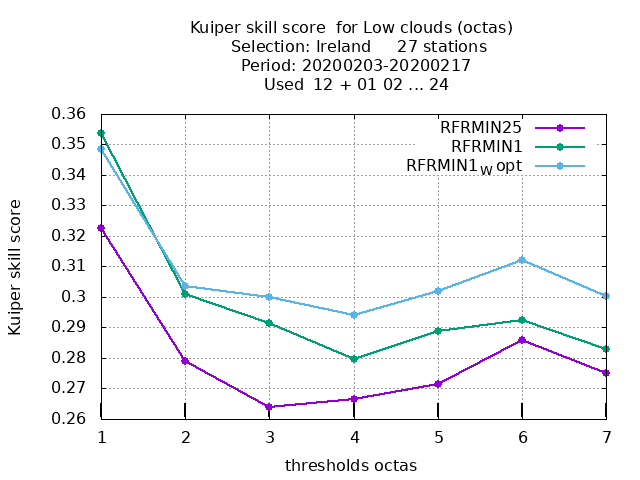 Kuiper skill score  for Low clouds (octas)
Selection: Ireland     27 stations
Period: 20200203-20200217
Used  12 + 01 02 ... 24
RFRMIN25
RFRMIN1
RFRMIN1W opt
Kuiper skill score
0.36
0.35
0.34
0.33
0.32
0.31
0.3
0.29
0.28
0.27
0.26
1 2 3 4 5 6 7
thresholds octas